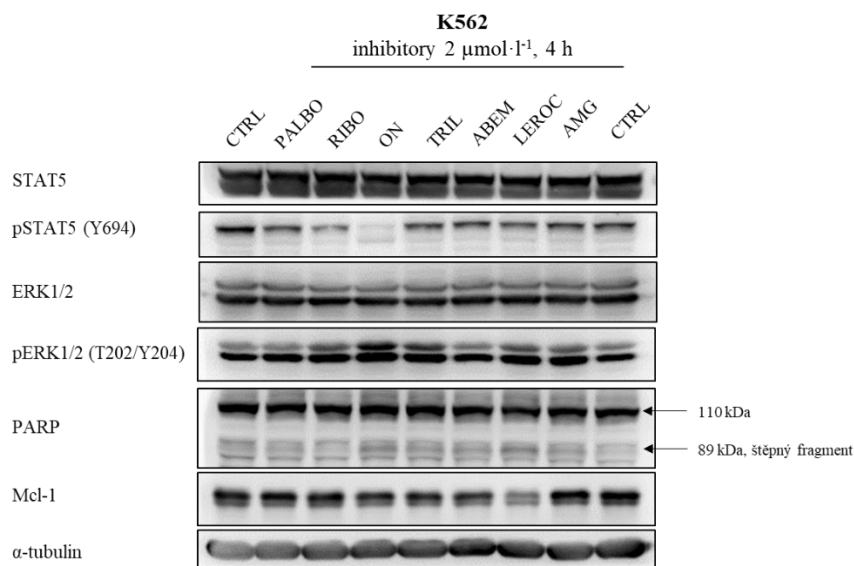 K562
inhibitory 2 µmol·l⁻¹, 4 h
CTRL
PALBO
RIBO
ON
TRIL
ABEM
LEROC
AMG
CTRL
STAT5
pSTAT5 (Y694)
ERK1/2
pERK1/2 (T202/Y204)
PARP
110 kDa
89 kDa, štěpný fragment
Mcl-1
α-tubulin